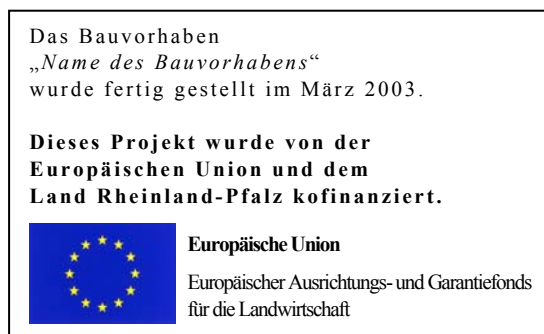 Das Bauvorhaben
„Name des Bauvorhabens“
wurde fertig gestellt im März 2003.
Dieses Projekt wurde von der
Europäischen Union und dem
Land Rheinland-Pfalz kofinanziert.
Europäische Union
Europäischer Ausrichtungs- und Garantiefonds
für die Landwirtschaft